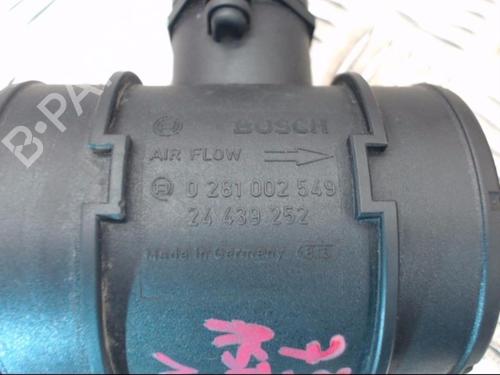 BOSCH
AIR FLOW
0 281 002 549
24 439 252
Made in Germany
B-PA